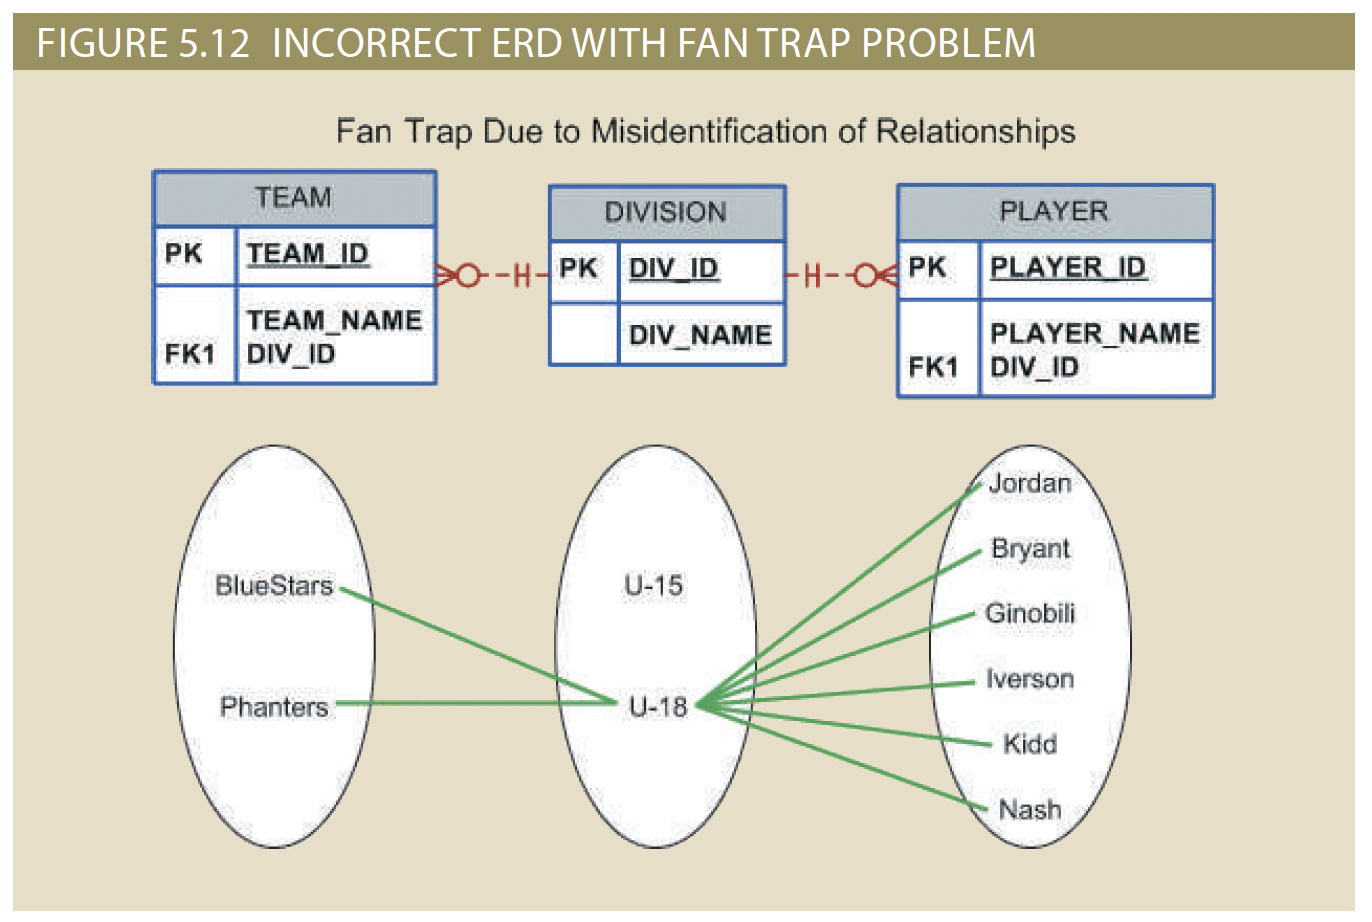 FIGURE 5.12 INCORRECT ERD WITH FAN TRAP PROBLEM
Fan Trap Due to Misidentification of Relationships
TEAM
PK TEAM_ID
TEAM_NAME
FK1 DIV_ID
DIVISION
PK DIV_ID
DIV_NAME
PLAYER
PK PLAYER_ID
PLAYER_NAME
FK1 DIV_ID
BlueStars
Phanters
U-15
U-18
Jordan
Bryant
Ginobili
Iverson
Kidd
Nash